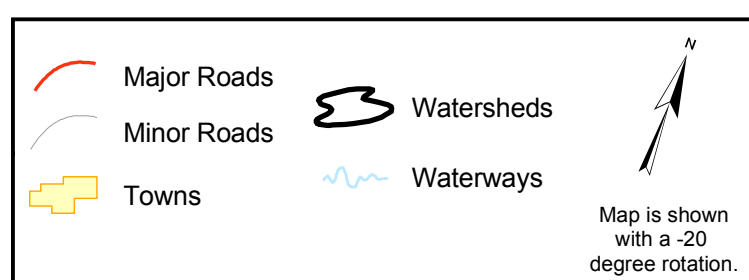 Major Roads
Minor Roads
Towns
Watersheds
Waterways
N
Map is shown
with a -20
degree rotation.